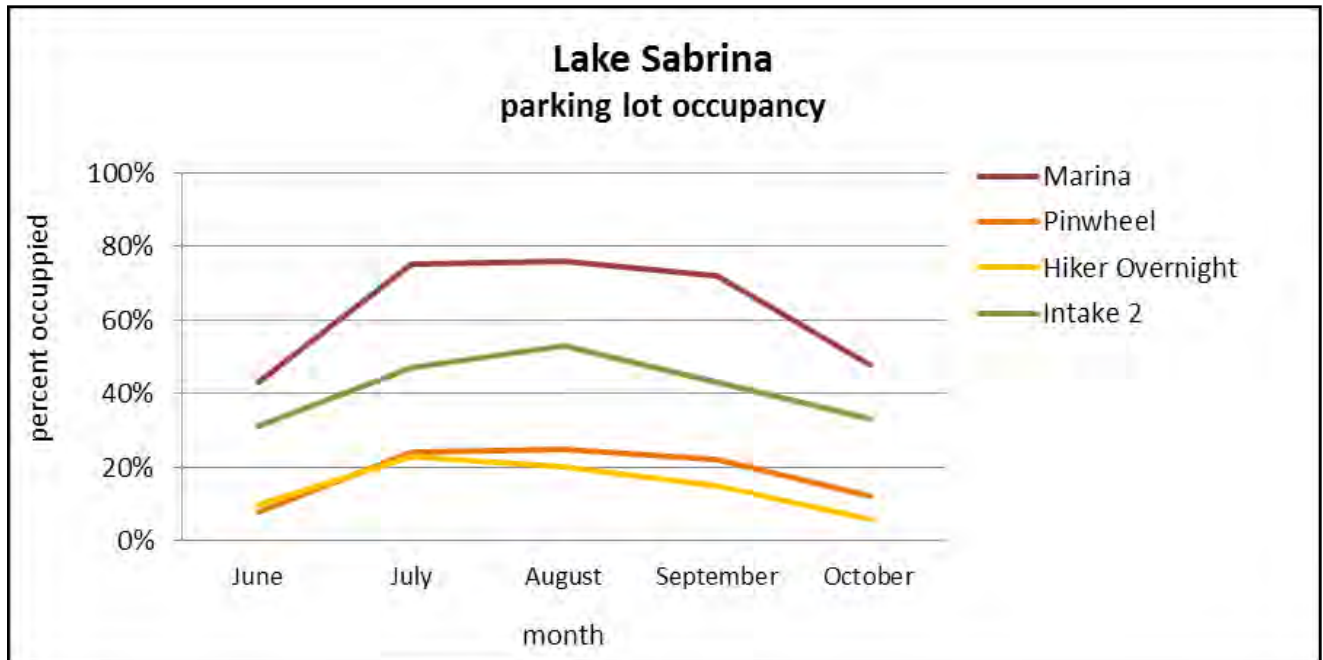 Lake Sabrina
parking lot occupancy
percent occuppied
100%
80%
60%
40%
20%
0%
June July August September October
month
Marina
Pinwheel
Hiker Overnight
Intake 2